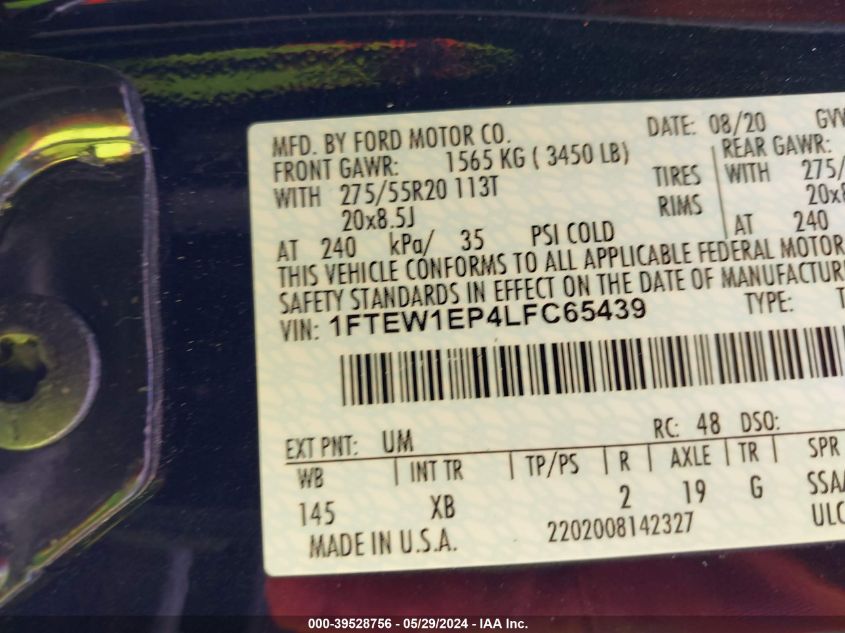 MFD. BY FORD MOTOR CO. DATE: 08/20 GVW
FRONT GAWR: 1565 KG ( 3450 LB) REAR GAWR:
WITH 275/55R20 113T TIRES WITH 275/
20x8.5J RIMS 20x8
AT 240 kPa/ 35 PSI COLD AT 240
THIS VEHICLE CONFORMS TO ALL APPLICABLE FEDERAL MOTOR
SAFETY STANDARDS IN EFFECT ON THE DATE OF MANUFACTURE
VIN: 1FTEW1EP4LFC65439 TYPE: T
EXT PNT: UM RC: 48 DSO:
WB INT TR TP/PS R AXLE TR SPR
145 XB 2 19 G SSAA
MADE IN U.S.A. 2202008142327 ULC
000-39528756 - 05/29/2024 - IAA Inc.